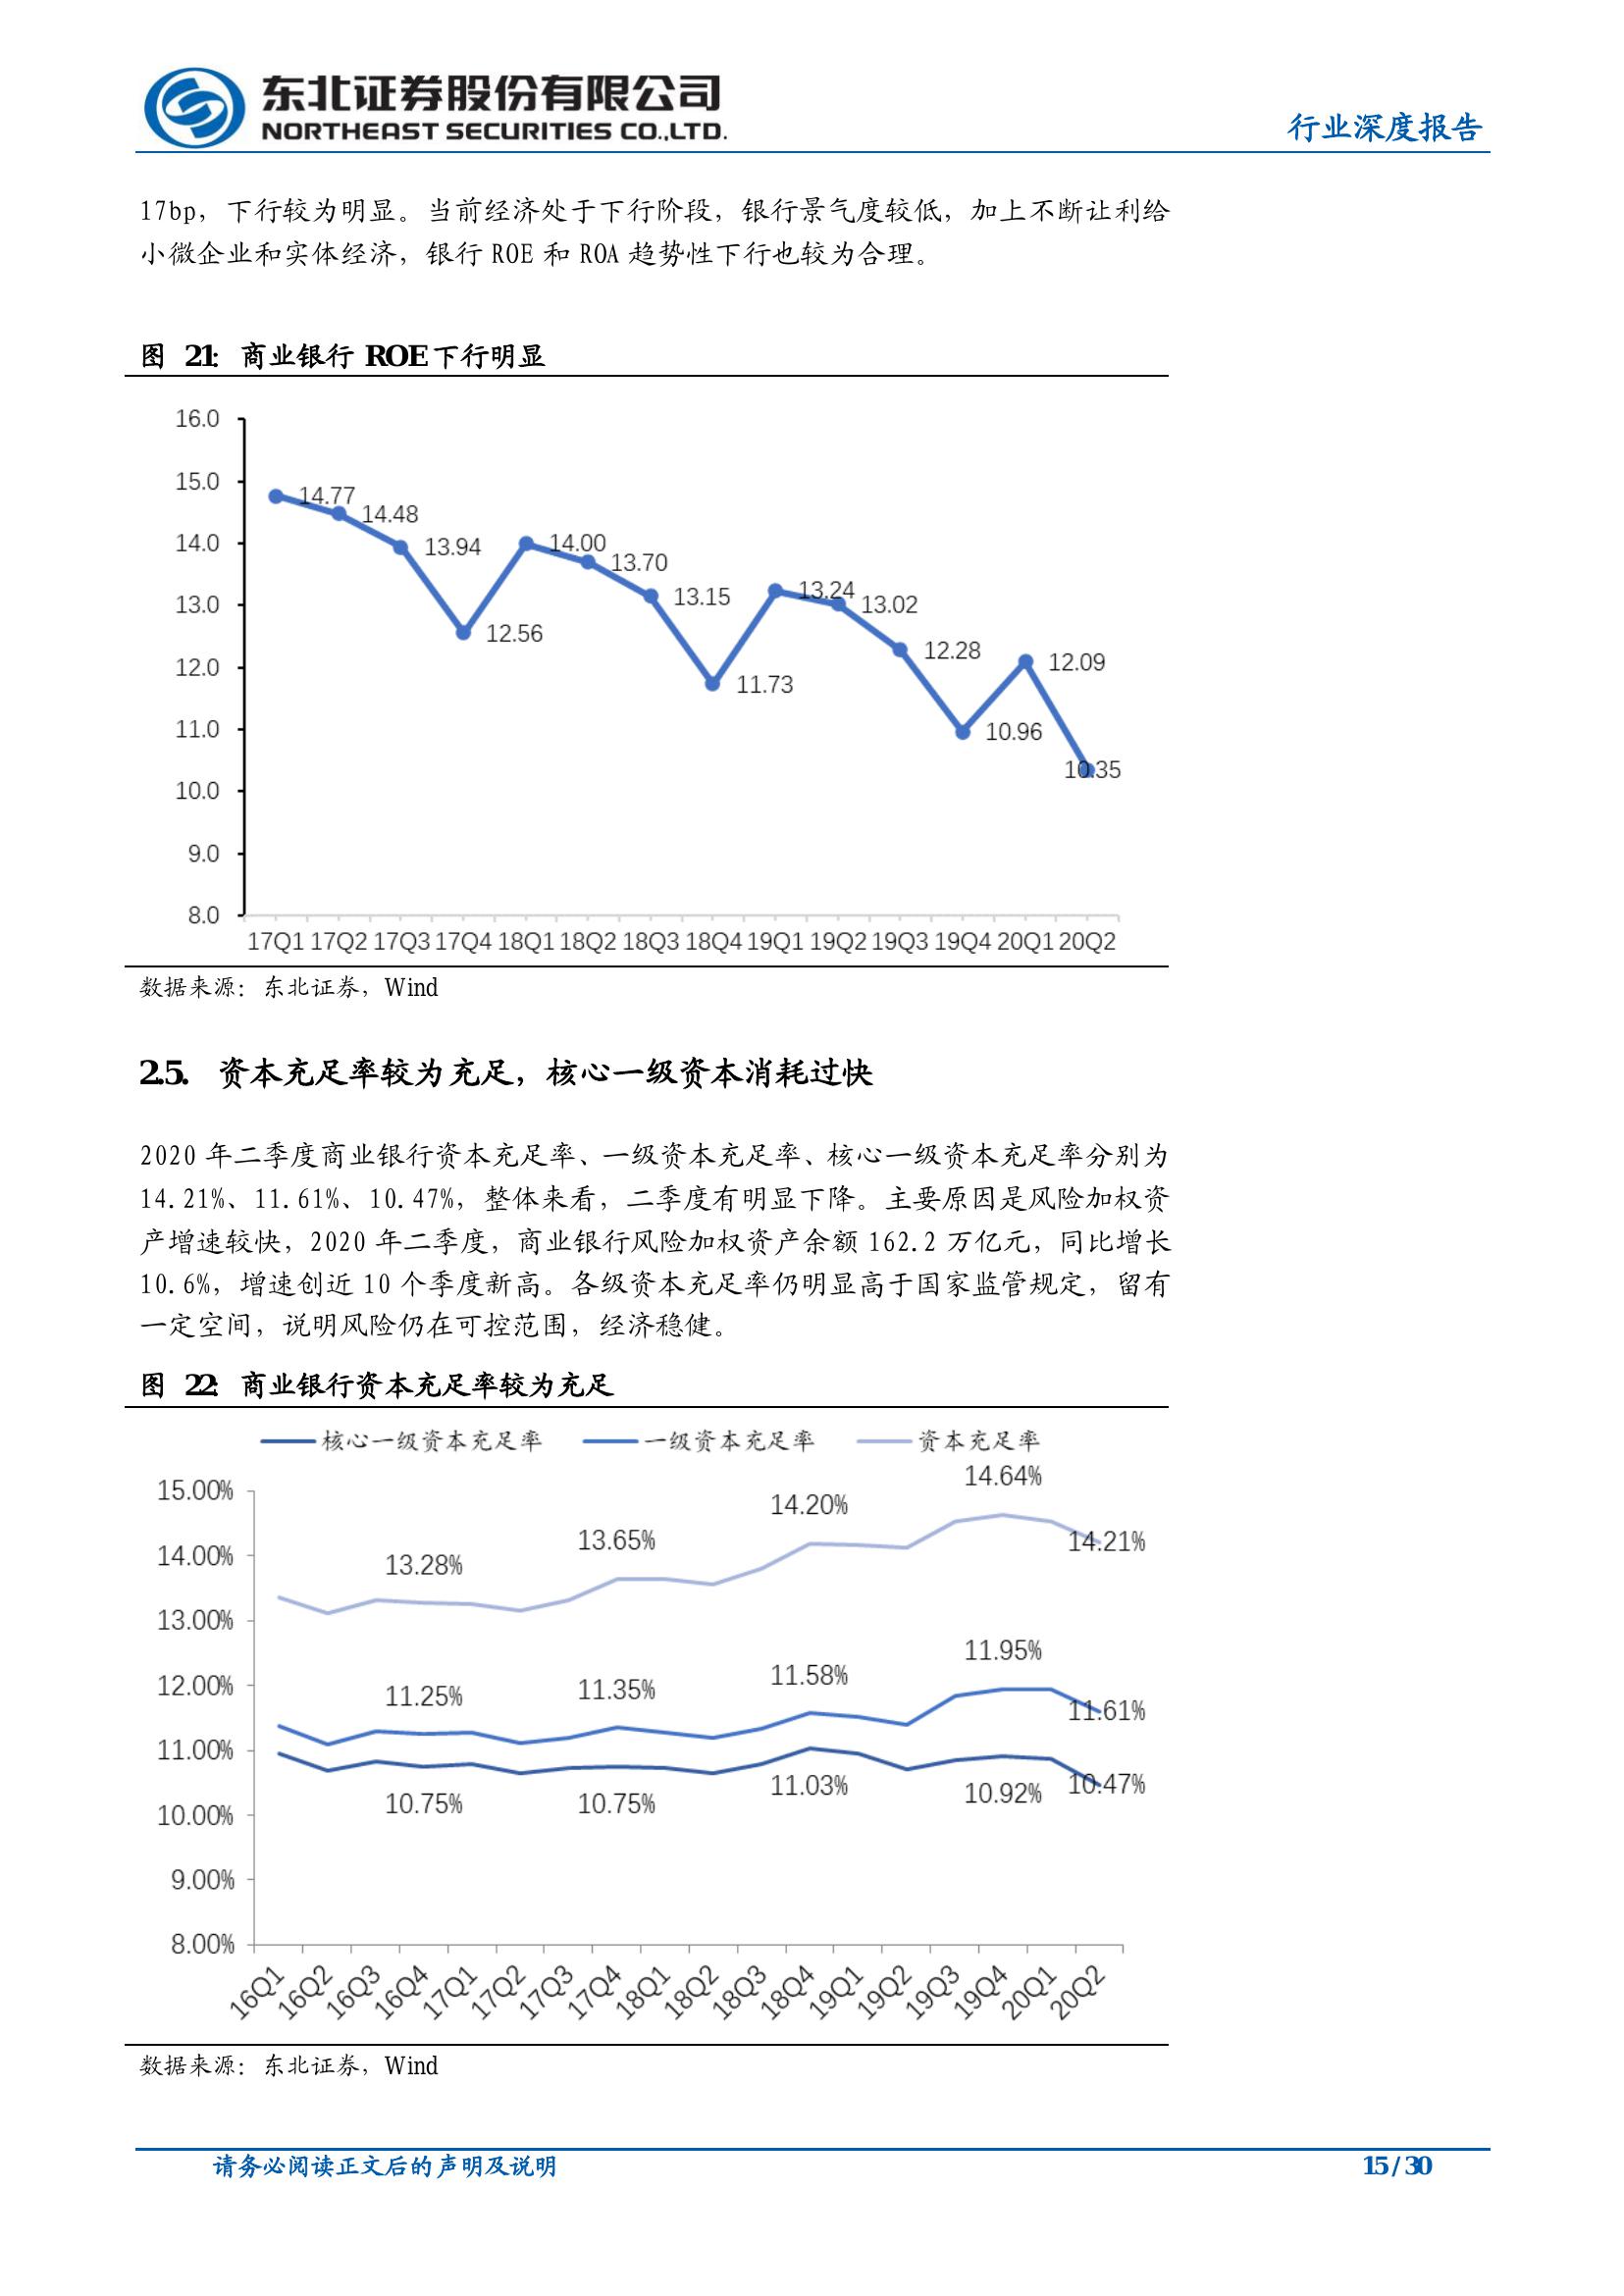 东北证券股份有限公司
NORTHEAST SECURITIES CO.,LTD.
行业深度报告
17bp，下行较为明显。当前经济处于下行阶段，银行景气度较低，加上不断让利给
小微企业和实体经济，银行 ROE 和 ROA 趋势性下行也较为合理。
图 21: 商业银行 ROE 下行明显
16.0
15.0
14.0
13.0
12.0
11.0
10.0
9.0
8.0
14.77
14.48
13.94
12.56
14.00
13.70
13.15
11.73
13.24
13.02
12.28
10.96
12.09
10.35
17Q1 17Q2 17Q3 17Q4 18Q1 18Q2 18Q3 18Q4 19Q1 19Q2 19Q3 19Q4 20Q1 20Q2
数据来源：东北证券，Wind
2.5. 资本充足率较为充足，核心一级资本消耗过快
2020 年二季度商业银行资本充足率、一级资本充足率、核心一级资本充足率分别为
14.21%、11.61%、10.47%，整体来看，二季度有明显下降。主要原因是风险加权资
产增速较快，2020 年二季度，商业银行风险加权资产余额 162.2 万亿元，同比增长
10.6%，增速创近 10 个季度新高。各级资本充足率仍明显高于国家监管规定，留有
一定空间，说明风险仍在可控范围，经济稳健。
图 22: 商业银行资本充足率较为充足
核心一级资本充足率 一级资本充足率 资本充足率
15.00%
14.00%
13.00%
12.00%
11.00%
10.00%
9.00%
8.00%
13.28%
13.65%
14.20%
14.64%
14.21%
11.25%
11.35%
11.58%
11.95%
11.61%
10.75%
10.75%
11.03%
10.92%
10.47%
16Q1 16Q2 16Q3 16Q4 17Q1 17Q2 17Q3 17Q4 18Q1 18Q2 18Q3 18Q4 19Q1 19Q2 19Q3 19Q4 20Q1 20Q2
数据来源：东北证券，Wind
请务必阅读正文后的声明及说明
15 / 30